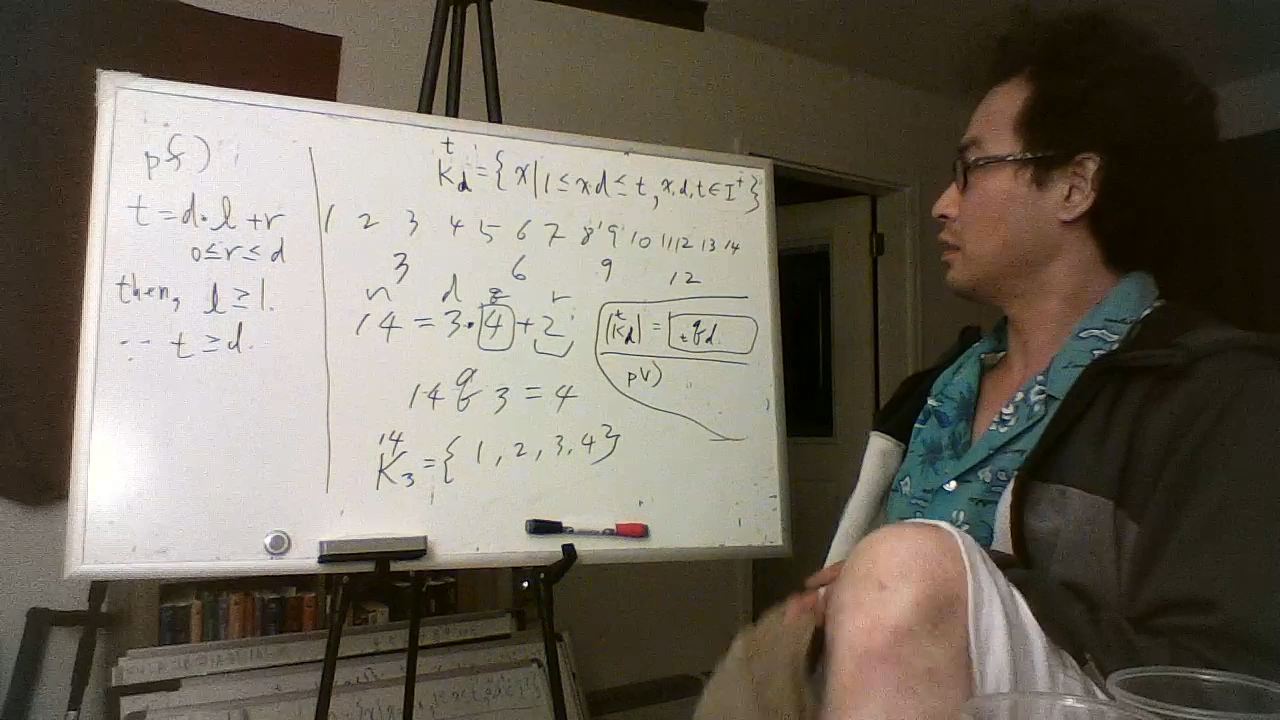 pf)
t = d·l + r
0 ≤ r ≤ d
then, l ≥ 1.
∵ t ≥ d.
t
K_d = { x | 1 ≤ x·d ≤ t, x,d,t ∈ I⁺ }
1 2 3 4 5 6 7 8 9 10 11 12 13 14
3 6 9 12
n d q r
14 = 3·4 + 2
14 q 3 = 4
14
K_3 = { 1, 2, 3, 4 }
t
|K_d| = t q d.